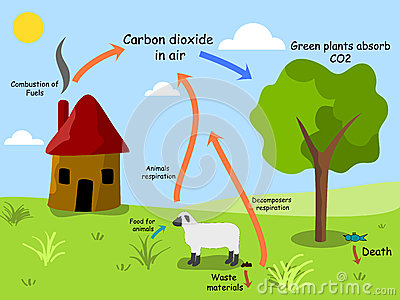 Carbon dioxide
in air
Green plants absorb
CO2
Combustion of
Fuels
Animals
respiration
Decomposers
respiration
Food for
animals
Death
Waste
materials
dreamstime.com